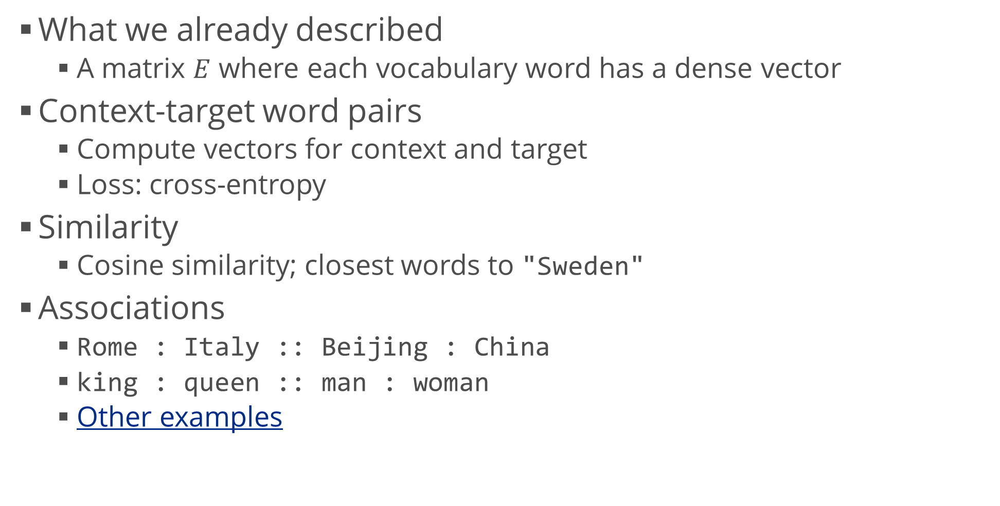 ▪ What we already described
▪ A matrix E where each vocabulary word has a dense vector
▪ Context-target word pairs
▪ Compute vectors for context and target
▪ Loss: cross-entropy
▪ Similarity
▪ Cosine similarity; closest words to "Sweden"
▪ Associations
▪ Rome : Italy :: Beijing : China
▪ king : queen :: man : woman
▪ Other examples